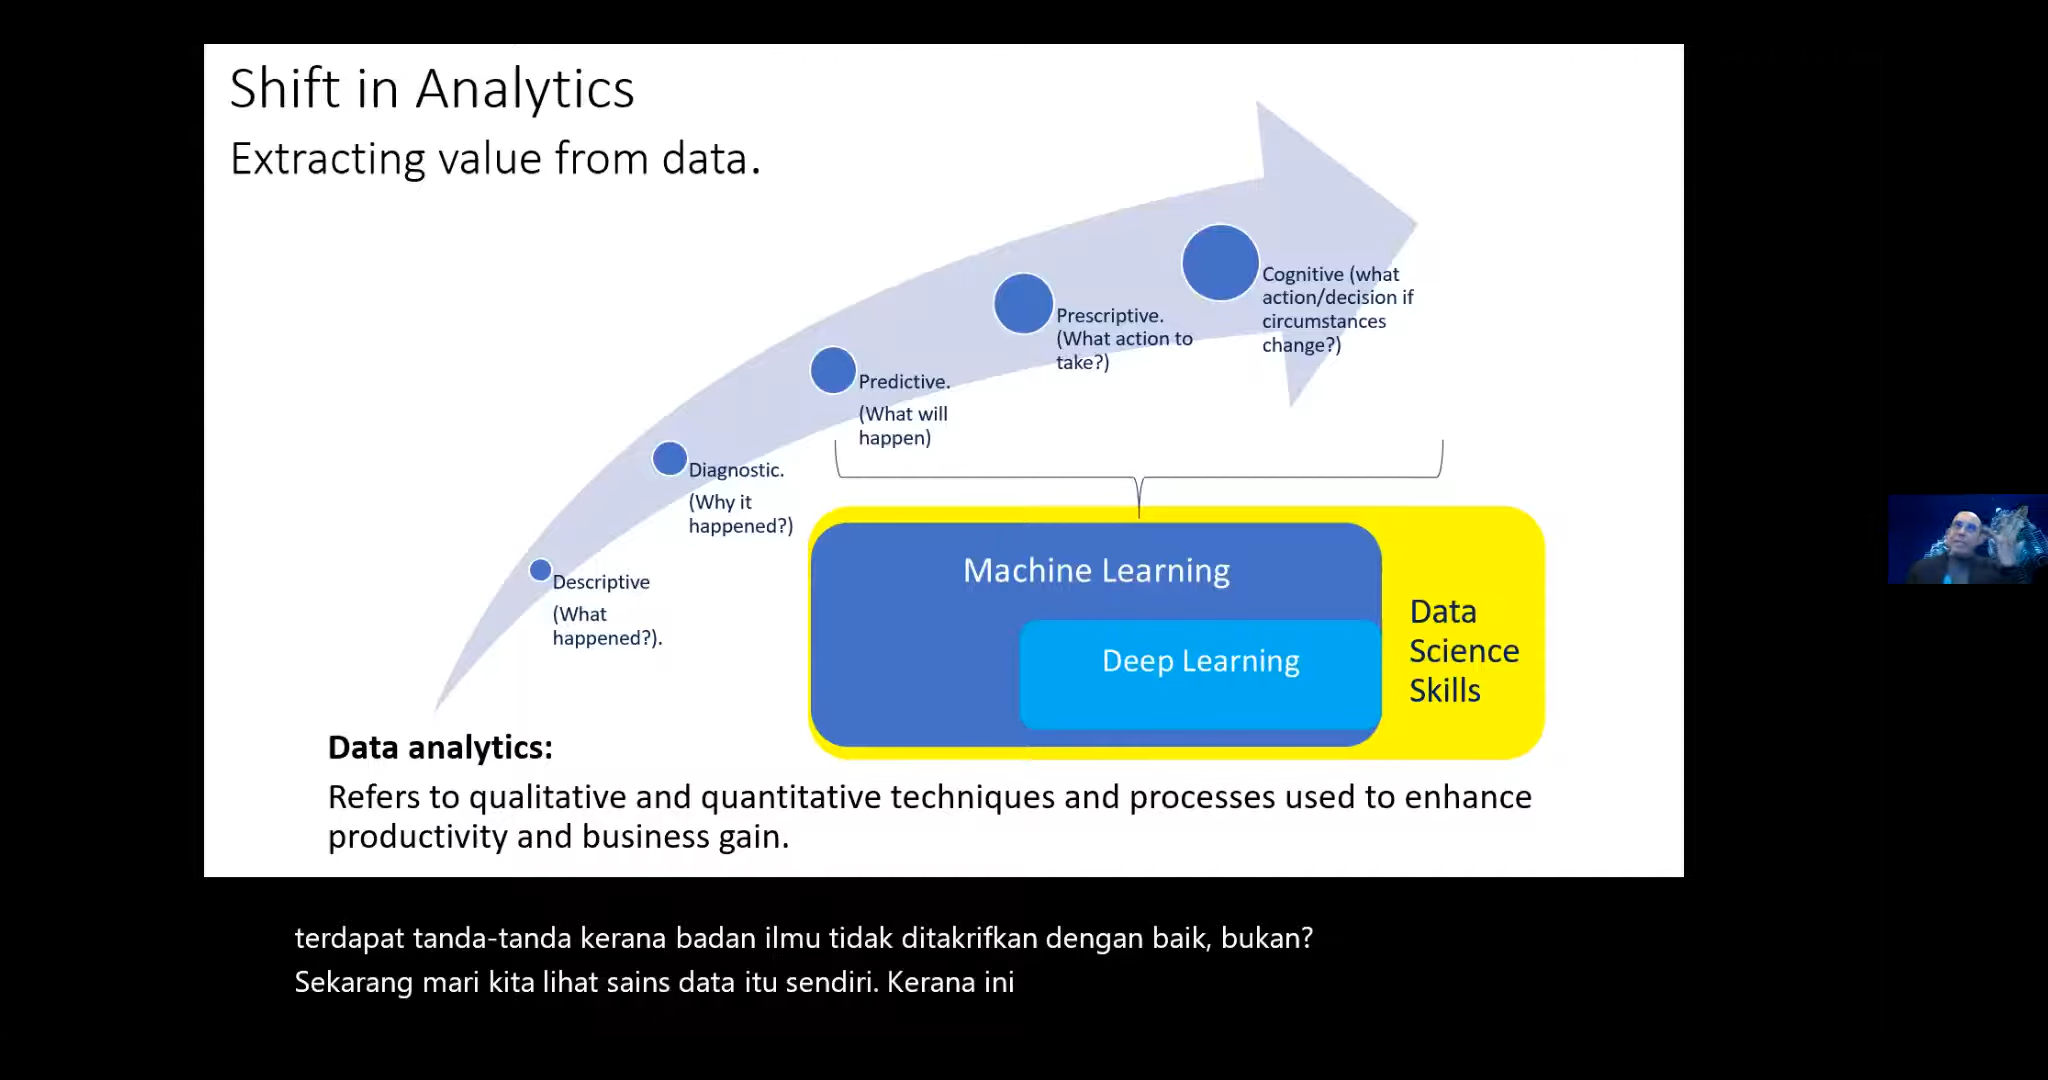 Shift in Analytics
Extracting value from data.
Cognitive (what
action/decision if
circumstances
change?)
Prescriptive.
(What action to
take?)
Predictive.
(What will
happen)
Diagnostic.
(Why it
happened?)
Descriptive
(What
happened?).
Machine Learning
Deep Learning
Data
Science
Skills
Data analytics:
Refers to qualitative and quantitative techniques and processes used to enhance
productivity and business gain.
terdapat tanda-tanda kerana badan ilmu tidak ditakrifkan dengan baik, bukan?
Sekarang mari kita lihat sains data itu sendiri. Kerana ini